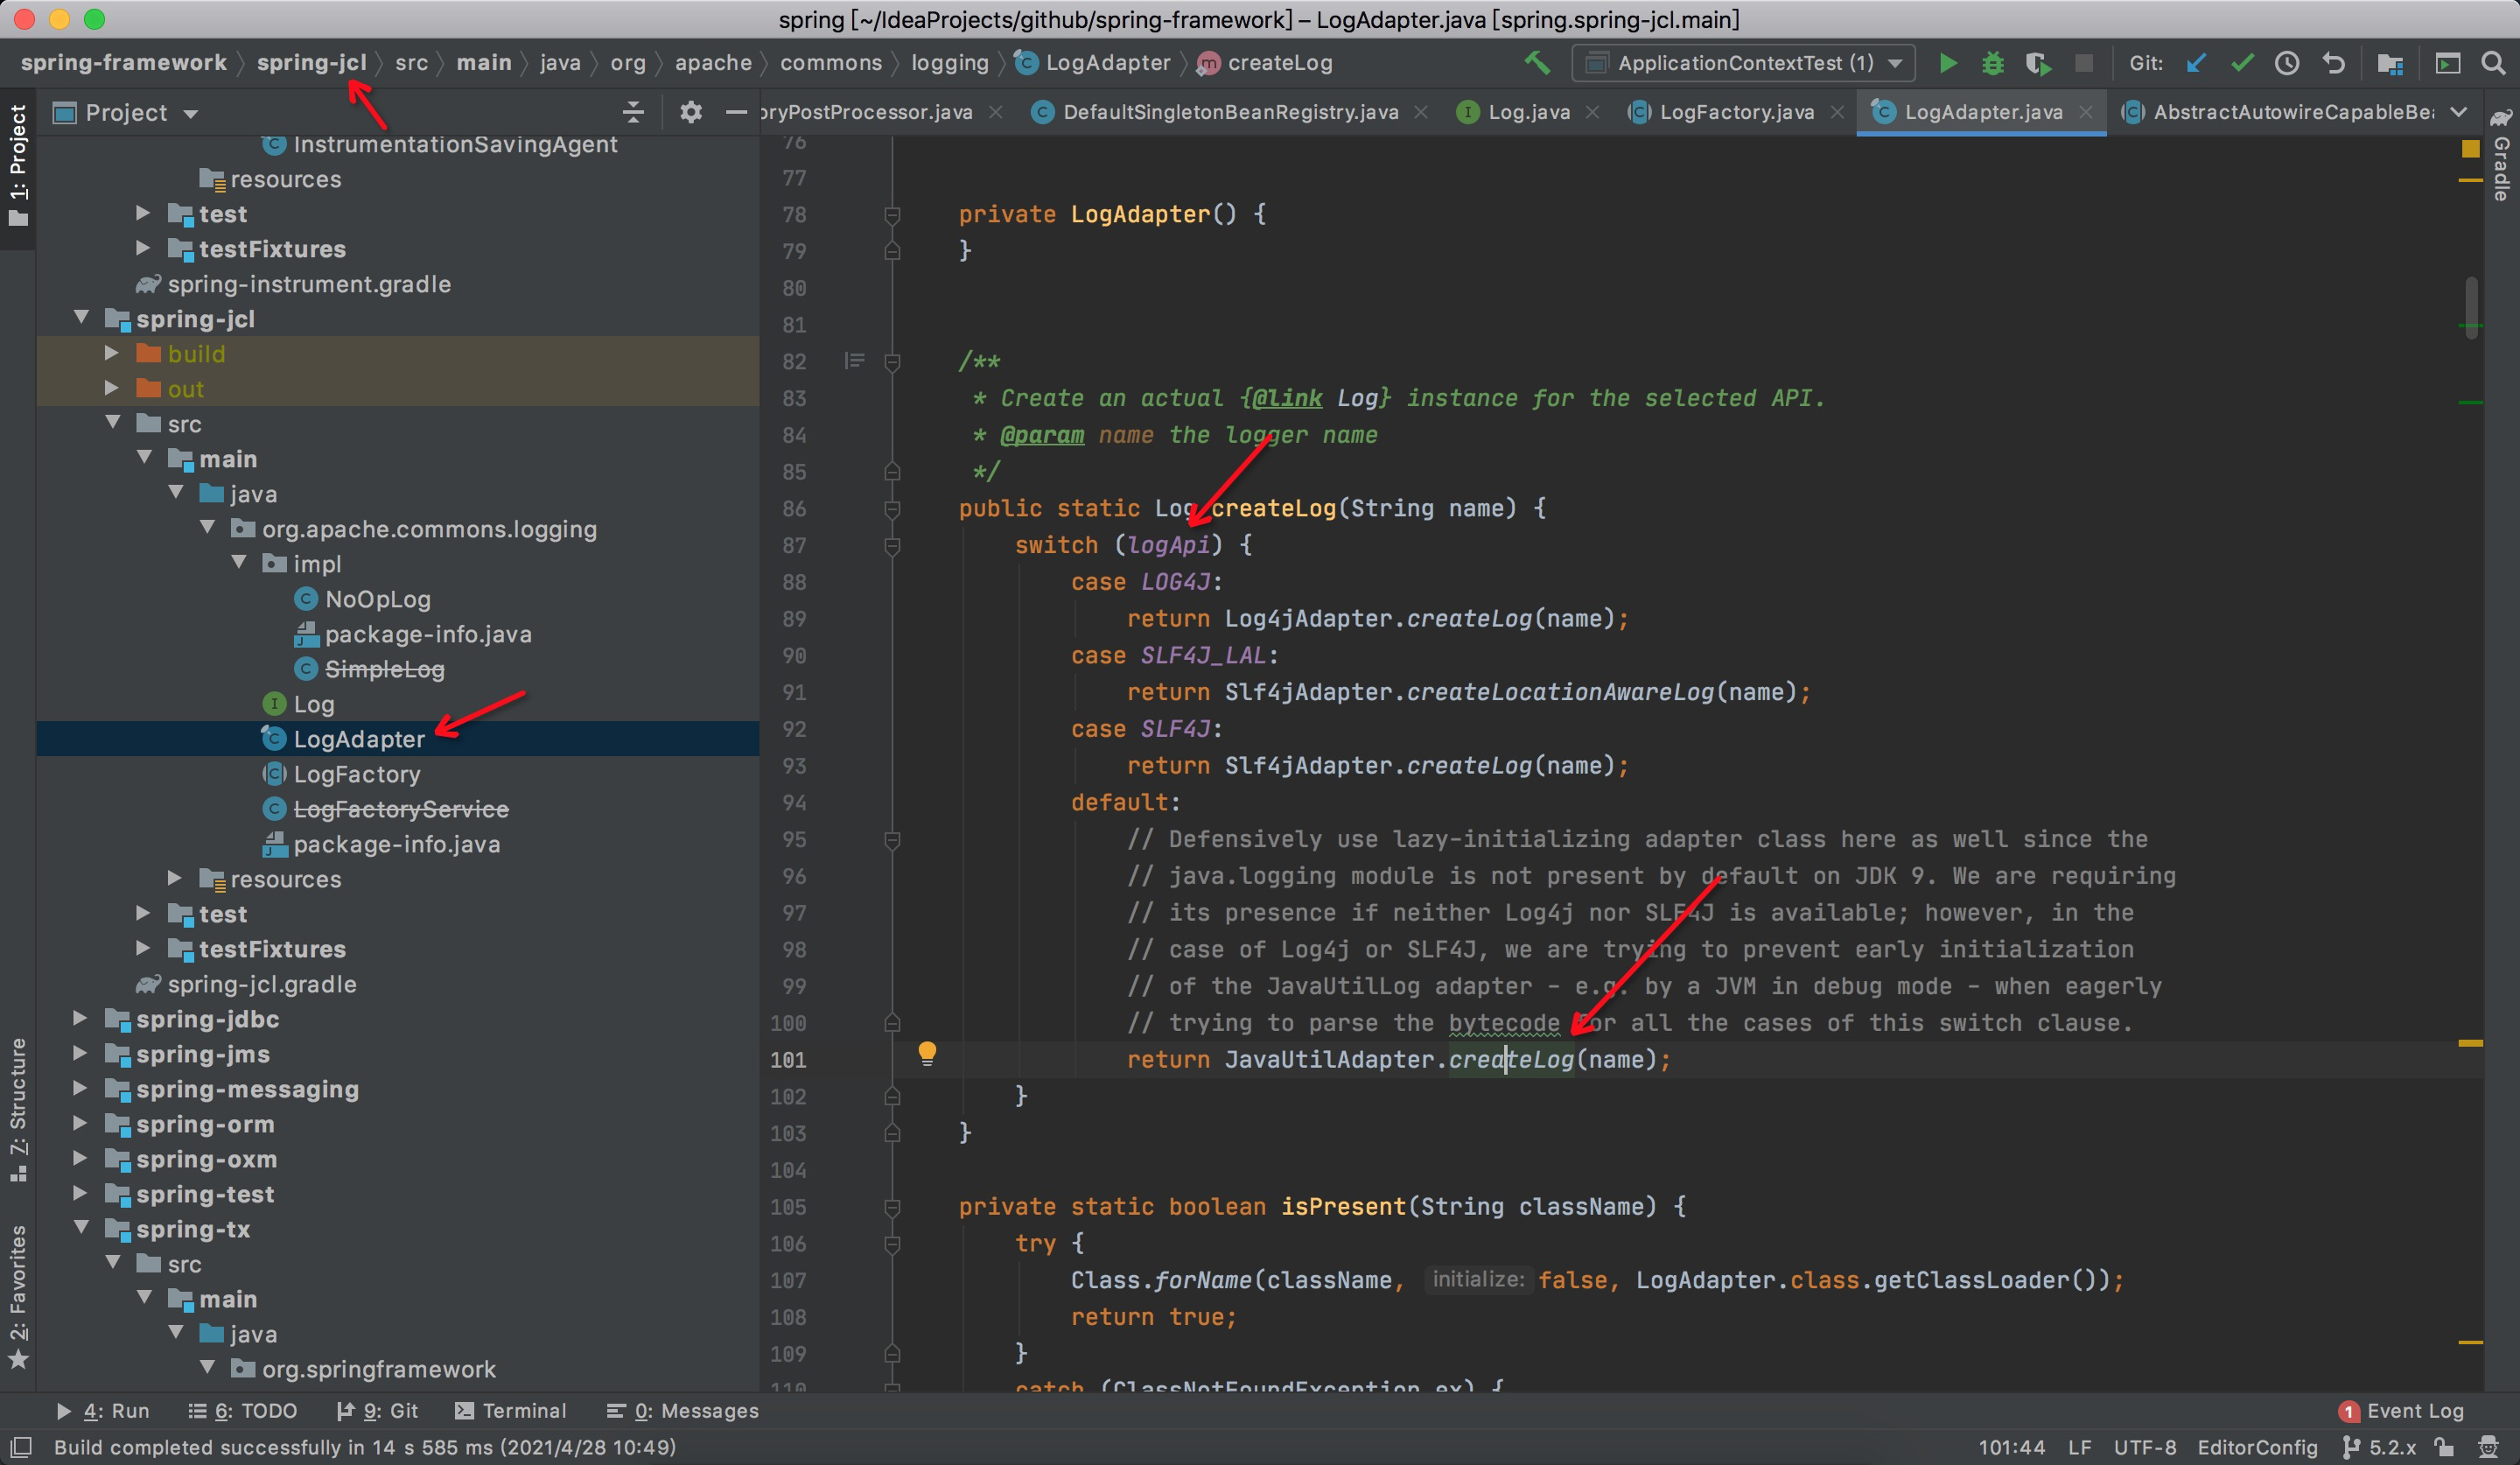 spring [~/IdeaProjects/github/spring-framework] – LogAdapter.java [spring.spring-jcl.main]
spring-framework spring-jcl src main java org apache commons logging LogAdapter createLog
ApplicationContextTest (1)
Git:
1: Project
Project
oryPostProcessor.java
DefaultSingletonBeanRegistry.java
Log.java
LogFactory.java
LogAdapter.java
AbstractAutowireCapableBea
Gradle
InstrumentationSavingAgent
resources
test
testFixtures
spring-instrument.gradle
spring-jcl
build
out
src
main
java
org.apache.commons.logging
impl
NoOpLog
package-info.java
SimpleLog
Log
LogAdapter
LogFactory
LogFactoryService
package-info.java
resources
test
testFixtures
spring-jcl.gradle
spring-jdbc
spring-jms
spring-messaging
spring-orm
spring-oxm
spring-test
spring-tx
src
main
java
org.springframework
7: Structure
2: Favorites
76
77
78 private LogAdapter() {
79 }
80
81
82 /**
83 * Create an actual {@link Log} instance for the selected API.
84 * @param name the logger name
85 */
86 public static Log createLog(String name) {
87 switch (logApi) {
88 case LOG4J:
89 return Log4jAdapter.createLog(name);
90 case SLF4J_LAL:
91 return Slf4jAdapter.createLocationAwareLog(name);
92 case SLF4J:
93 return Slf4jAdapter.createLog(name);
94 default:
95 // Defensively use lazy-initializing adapter class here as well since the
96 // java.logging module is not present by default on JDK 9. We are requiring
97 // its presence if neither Log4j nor SLF4J is available; however, in the
98 // case of Log4j or SLF4J, we are trying to prevent early initialization
99 // of the JavaUtilLog adapter - e.g. by a JVM in debug mode - when eagerly
100 // trying to parse the bytecode for all the cases of this switch clause.
101 return JavaUtilAdapter.createLog(name);
102 }
103 }
104
105 private static boolean isPresent(String className) {
106 try {
107 Class.forName(className, initialize: false, LogAdapter.class.getClassLoader());
108 return true;
109 }
110 catch (ClassNotFoundException ex) {
4: Run
6: TODO
9: Git
Terminal
0: Messages
1 Event Log
Build completed successfully in 14 s 585 ms (2021/4/28 10:49)
101:44 LF UTF-8 EditorConfig 5.2.x